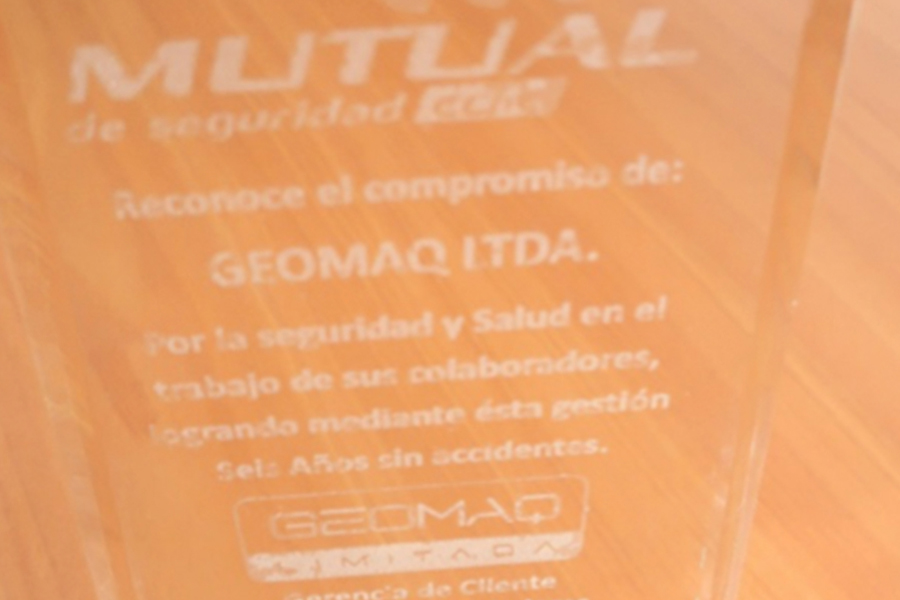 MUTUAL
de seguridad CChC
Reconoce el compromiso de:
GEOMAQ LTDA.
Por la seguridad y Salud en el
trabajo de sus colaboradores,
logrando mediante ésta gestión
Seis Años sin accidentes.
GEOMAQ
LIMITADA
Gerencia de Cliente